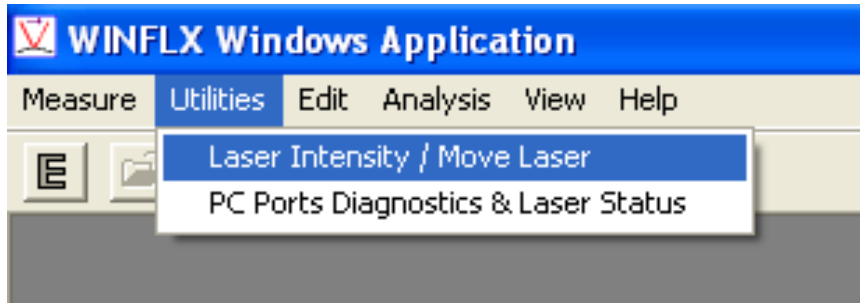 WINFLX Windows Application
Measure Utilities Edit Analysis View Help
E
Laser Intensity / Move Laser
PC Ports Diagnostics & Laser Status